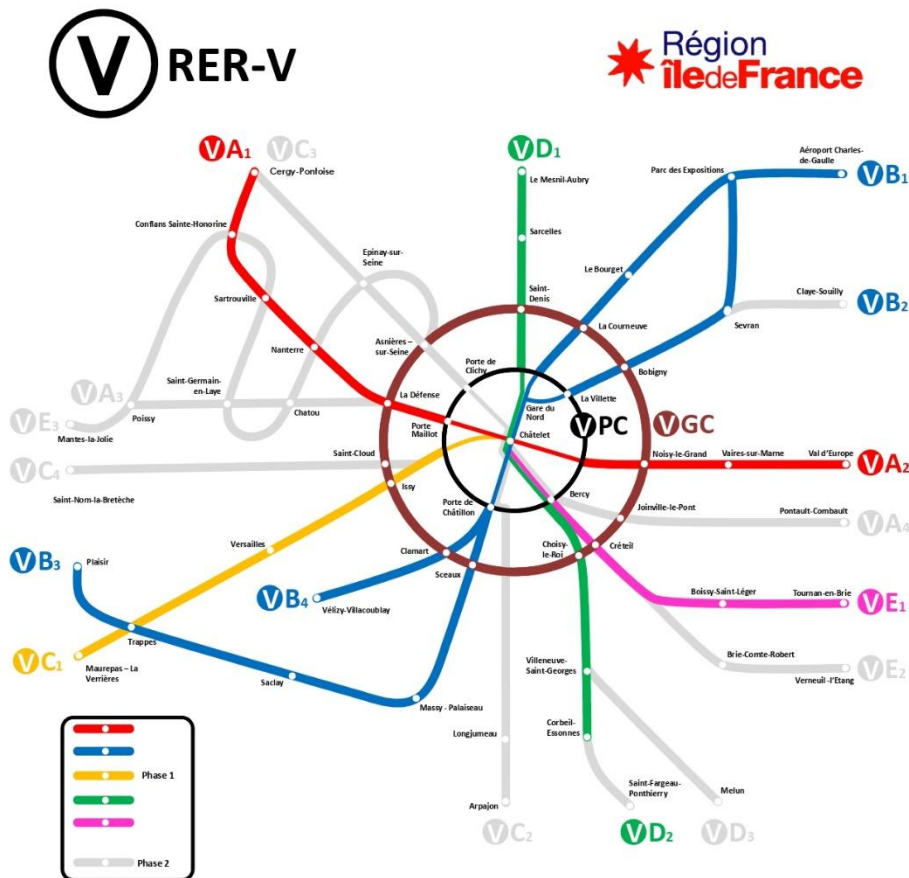 V RER-V
Région
îledeFrance
VA1
VC3
Cergy-Pontoise
VD1
Le Mesnil-Aubry
Parc des Expositions
Aéroport Charles-
de-Gaulle
VB1
Conflans Sainte-Honorine
Epinay-sur-
Seine
Sarcelles
Le Bourget
Sartrouville
Saint-
Denis
Claye-Souilly
VB2
Sevran
Nanterre
Asnières –
sur-Seine
La Courneuve
Porte de
Clichy
Bobigny
VA3
Saint-Germain-
en-Laye
La Défense
La Villette
VE3
Poissy
Chatou
Gare du
Nord
VPC
VGC
Mantes-la-Jolie
Porte
Maillot
Châtelet
VC4
Saint-Cloud
Noisy-le-Grand
Vaires-sur-Marne
Val d'Europe
VA2
Saint-Nom-la-Bretèche
Issy
Bercy
Porte de
Châtillon
Joinville-le-Pont
Pontault-Combault
VA4
Versailles
Clamart
Choisy-
le-Roi
Créteil
VB3
Plaisir
Sceaux
VB4
Vélizy-Villacoublay
Boissy-Saint-Léger
Tournan-en-Brie
VE1
Trappes
VC1
Maurepas – La
Verrières
Saclay
Villeneuve-
Saint-Georges
Brie-Comte-Robert
Verneuil-l'Etang
VE2
Massy - Palaiseau
Longjumeau
Corbeil-
Essonnes
Phase 1
Saint-Fargeau-
Ponthierry
Melun
Arpajon
VC2
VD2
VD3
Phase 2